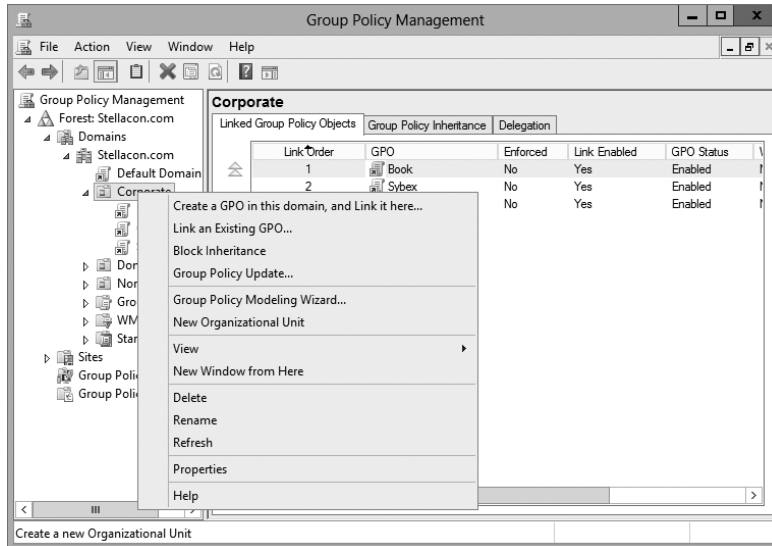 Group Policy Management
File Action View Window Help
Group Policy Management
Forest: Stellacon.com
Domains
Stellacon.com
Default Domain
Corporate
Sites
Corporate
Linked Group Policy Objects Group Policy Inheritance Delegation
Link Order GPO Enforced Link Enabled GPO Status
1 Book No Yes Enabled
2 Sybex No Yes Enabled
No Yes Enabled
Create a GPO in this domain, and Link it here...
Link an Existing GPO...
Block Inheritance
Group Policy Update...
Group Policy Modeling Wizard...
New Organizational Unit
View
New Window from Here
Delete
Rename
Refresh
Properties
Help
Create a new Organizational Unit